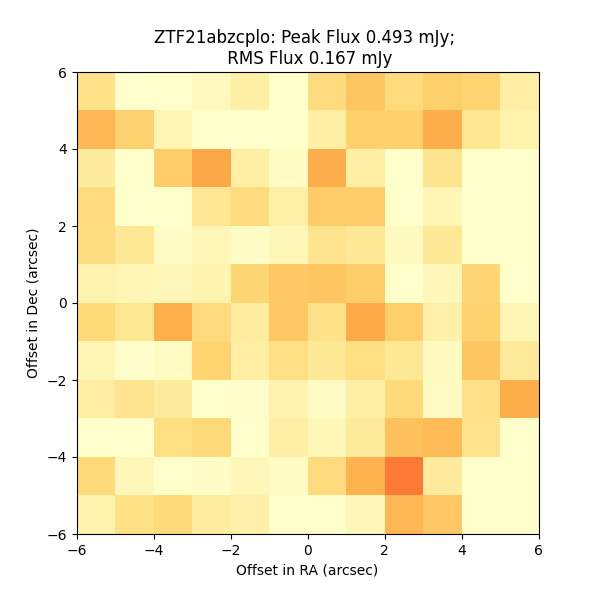 ZTF21abzcplo: Peak Flux 0.493 mJy;
RMS Flux 0.167 mJy
6
4
2
0
−2
−4
−6
Offset in Dec (arcsec)
−6 −4 −2 0 2 4 6
Offset in RA (arcsec)